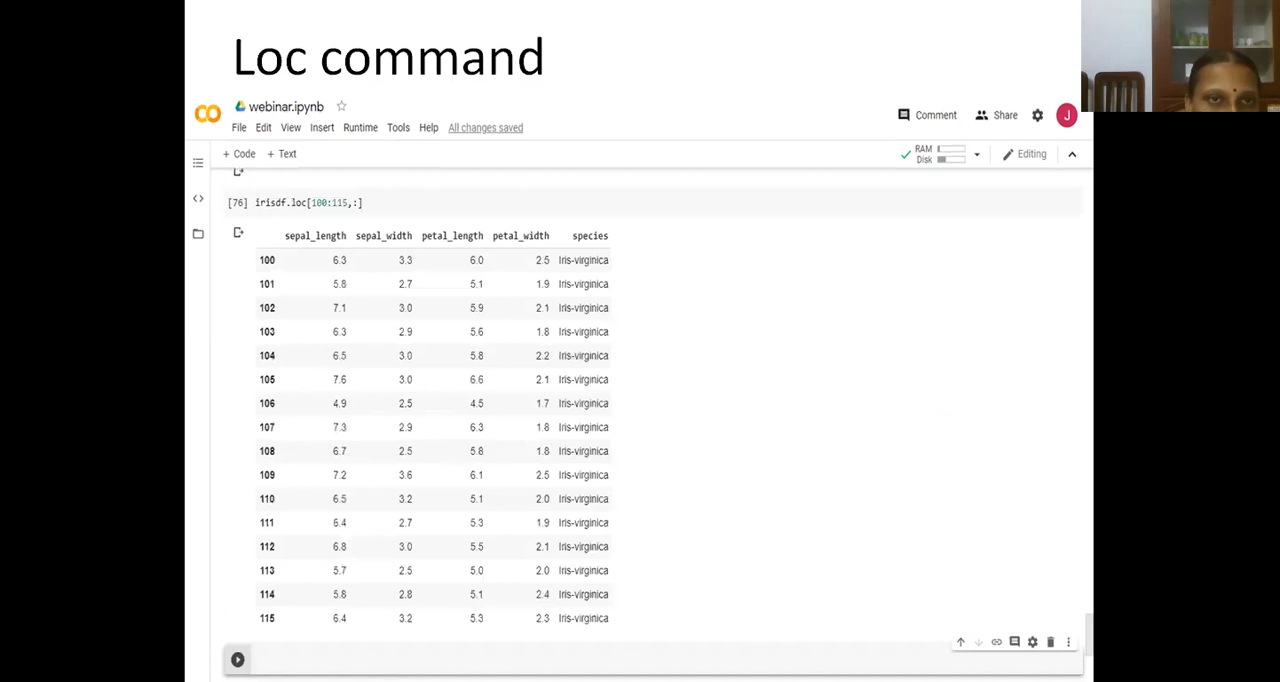 Loc command
webinar.ipynb
Comment Share J
File Edit View Insert Runtime Tools Help All changes saved
+ Code + Text RAM Disk Editing
[76] irisdf.loc[100:115,:]
sepal_length sepal_width petal_length petal_width species
100 6.3 3.3 6.0 2.5 Iris-virginica
101 5.8 2.7 5.1 1.9 Iris-virginica
102 7.1 3.0 5.9 2.1 Iris-virginica
103 6.3 2.9 5.6 1.8 Iris-virginica
104 6.5 3.0 5.8 2.2 Iris-virginica
105 7.6 3.0 6.6 2.1 Iris-virginica
106 4.9 2.5 4.5 1.7 Iris-virginica
107 7.3 2.9 6.3 1.8 Iris-virginica
108 6.7 2.5 5.8 1.8 Iris-virginica
109 7.2 3.6 6.1 2.5 Iris-virginica
110 6.5 3.2 5.1 2.0 Iris-virginica
111 6.4 2.7 5.3 1.9 Iris-virginica
112 6.8 3.0 5.5 2.1 Iris-virginica
113 5.7 2.5 5.0 2.0 Iris-virginica
114 5.8 2.8 5.1 2.4 Iris-virginica
115 6.4 3.2 5.3 2.3 Iris-virginica